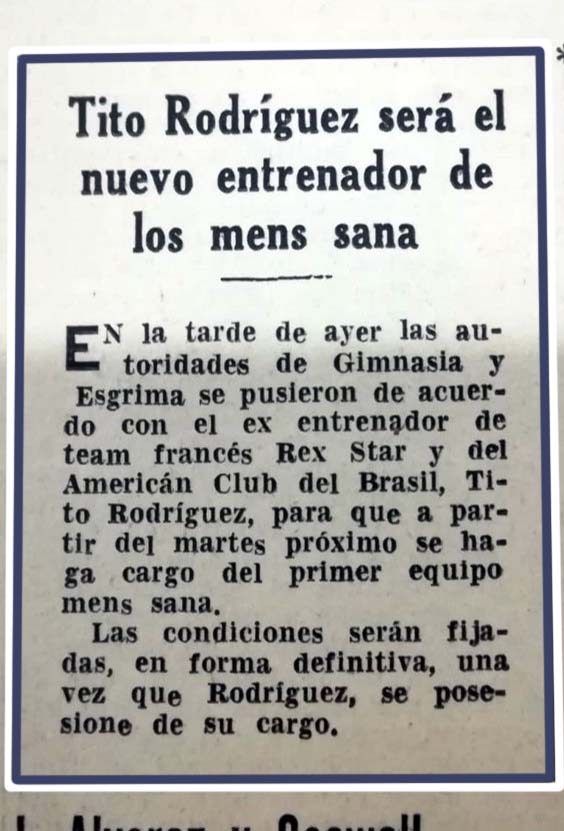 Tito Rodríguez será el
nuevo entrenador de
los mens sana
EN la tarde de ayer las au-
toridades de Gimnasia y
Esgrima se pusieron de acuer-
do con el ex entrenador de
team francés Rex Star y del
Americán Club del Brasil, Ti-
to Rodríguez, para que a par-
tir del martes próximo se ha-
ga cargo del primer equipo
mens sana.
Las condiciones serán fija-
das, en forma definitiva, una
vez que Rodríguez, se pose-
sione de su cargo.